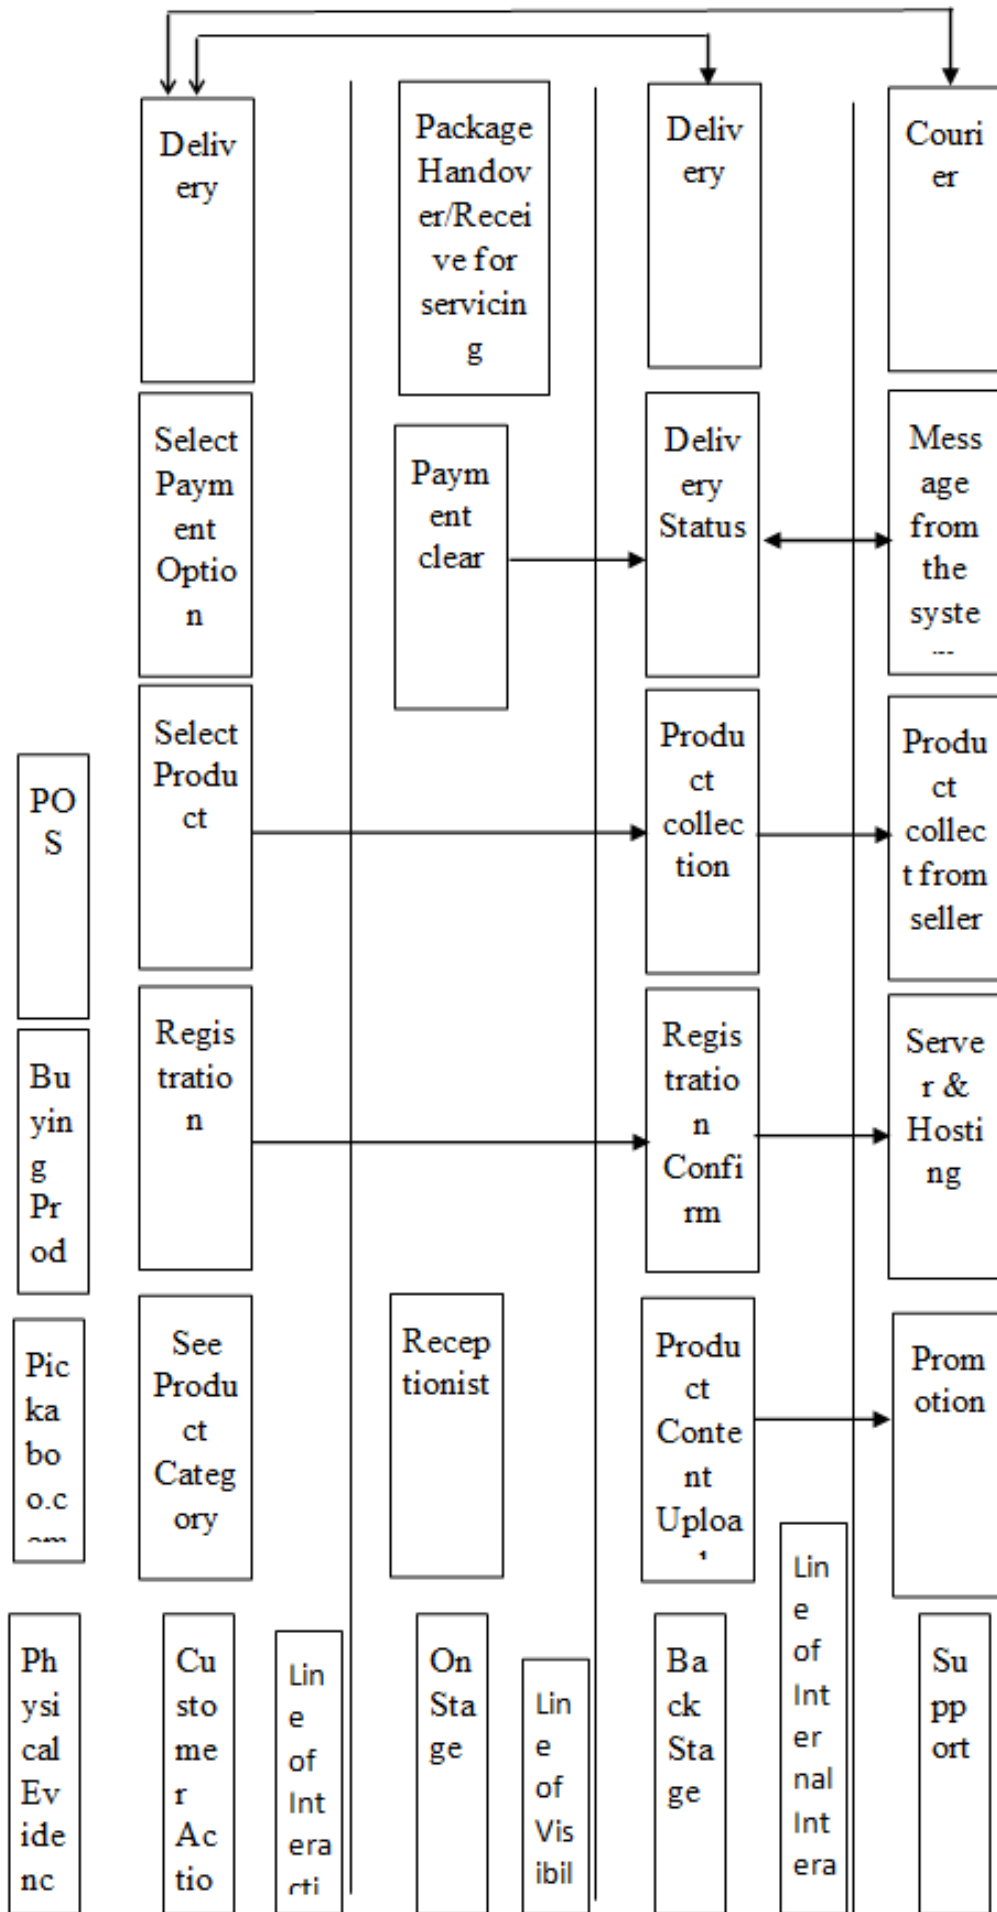 Deliv
ery
Package
Handov
er/Recei
ve for
servicin
g
Deliv
ery
Couri
er
Select
Paym
ent
Optio
n
Paym
ent
clear
Deliv
ery
Status
Mess
age
from
the
syste
Select
Produ
ct
Produ
ct
collec
tion
Produ
ct
collec
t from
seller
PO
S
Regis
tratio
n
Regis
tratio
n
Confi
rm
Serve
r &
Hosti
ng
Bu
yin
g
Pr
od
See
Produ
ct
Categ
ory
Recep
tionist
Produ
ct
Conte
nt
Uploa
Prom
otion
Pic
ka
bo
o.c
om
Ph
ysi
cal
Ev
ide
nc
Cu
sto
me
r
Ac
tio
Lin
e
of
Int
era
cti
On
Sta
ge
Lin
e
of
Vis
ibil
Ba
ck
Sta
ge
Lin
e
of
Int
er
nal
Int
era
Su
pp
ort